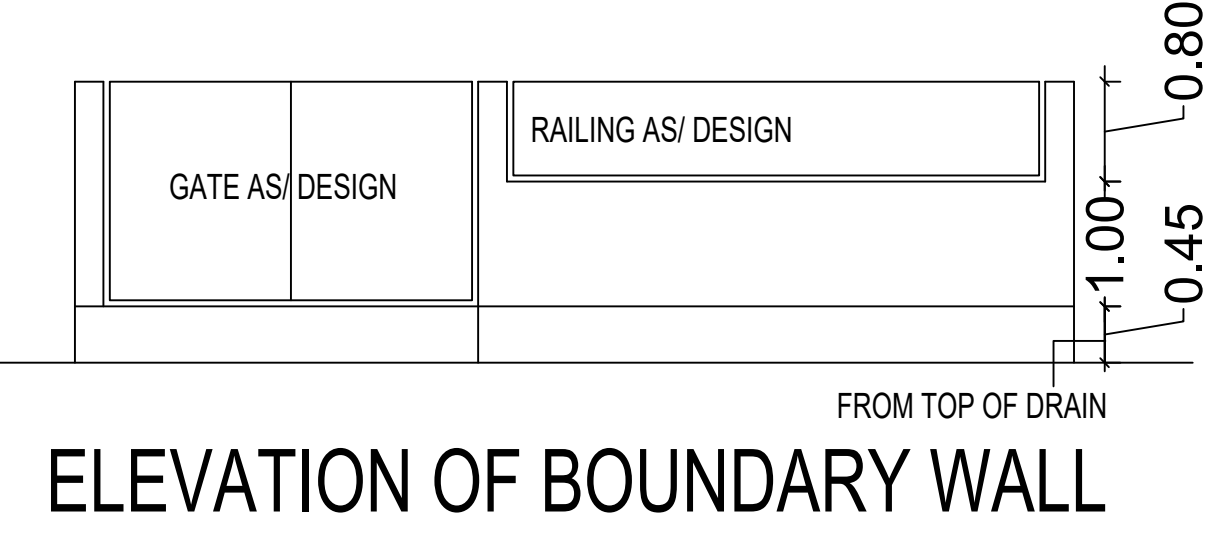 0.80
RAILING AS/ DESIGN
GATE AS/ DESIGN
1.00
0.45
FROM TOP OF DRAIN
ELEVATION OF BOUNDARY WALL